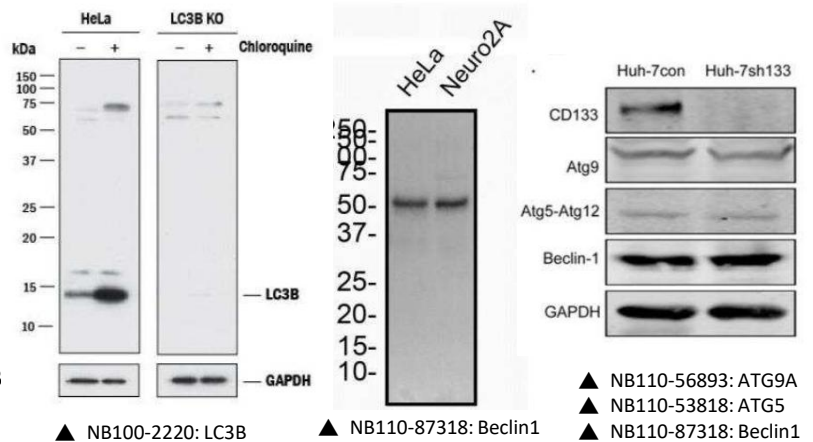 HeLa LC3B KO
kDa – + – + Chloroquine
150
100
75
50
37
25
20
15
10
LC3B
GAPDH
▲ NB100-2220: LC3B
HeLa
Neuro2A
75-
50-
37-
25-
20-
15-
10-
▲ NB110-87318: Beclin1
Huh-7con Huh-7sh133
CD133
Atg9
Atg5-Atg12
Beclin-1
GAPDH
▲ NB110-56893: ATG9A
▲ NB110-53818: ATG5
▲ NB110-87318: Beclin1